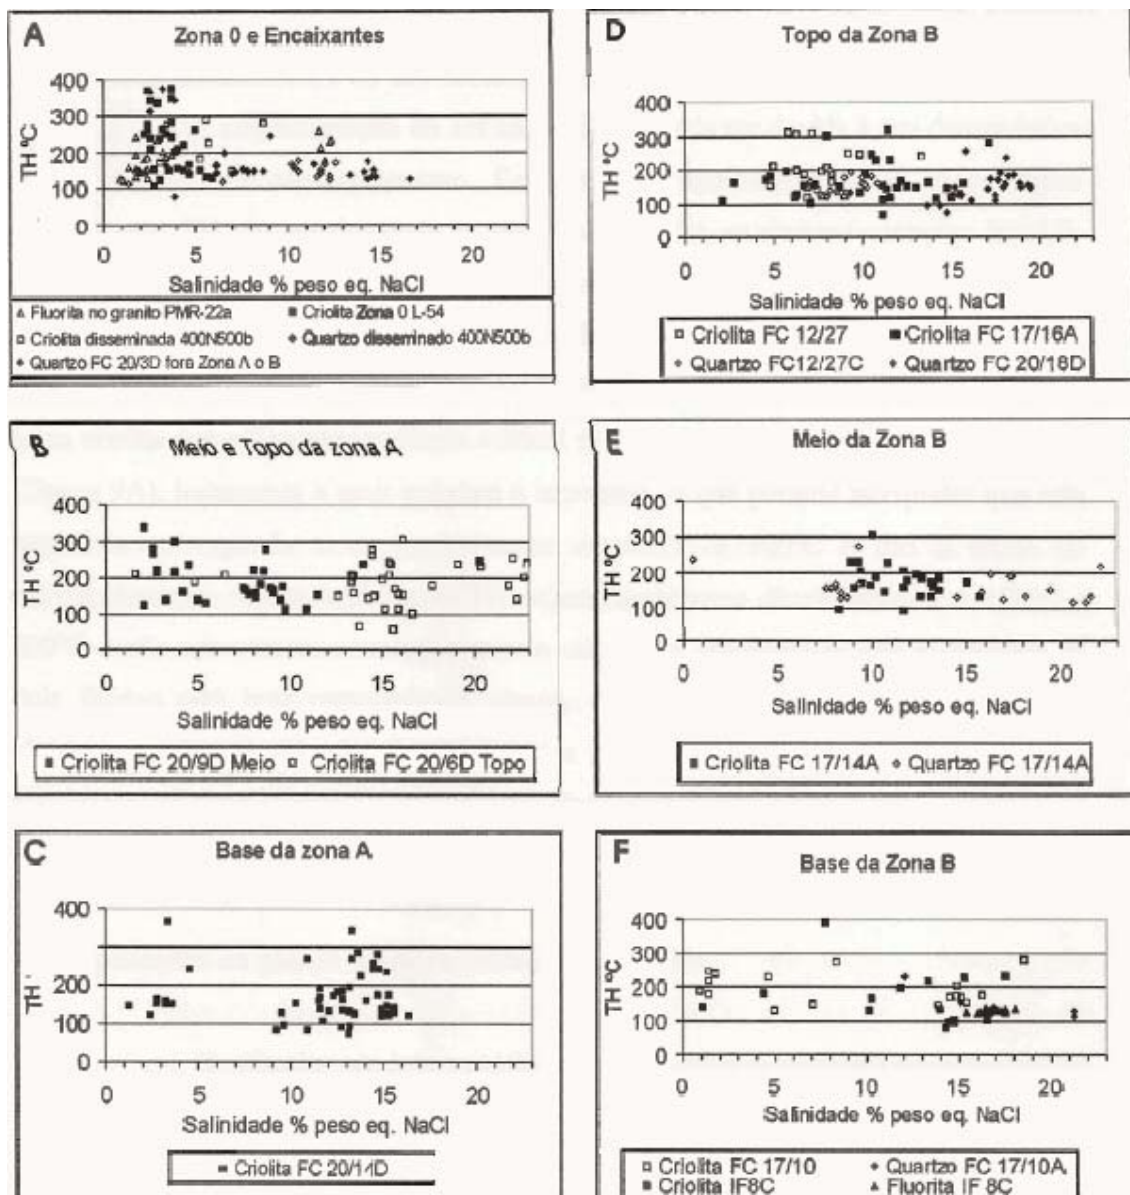 A
Zona 0 e Encaixantes
TH ºC
400
300
200
100
0
0 5 10 15 20
Salinidade % peso eq. NaCl
Fluorita no granito PMR-22a
Criolita Zona 0 L-54
Criolita disseminada 400N500b
Quartzo disseminado 400N500b
Quartzo FC 20/3D fora Zona A o B
B
Meio e Topo da zona A
TH ºC
400
300
200
100
0
0 5 10 15 20
Salinidade % peso eq. NaCl
Criolita FC 20/9D Meio
Criolita FC 20/6D Topo
C
Base da zona A
TH
400
300
200
100
0
0 5 10 15 20
Salinidade % peso eq. NaCl
Criolita FC 20/14D
D
Topo da Zona B
TH ºC
400
300
200
100
0
0 5 10 15 20
Salinidade % peso eq. NaCl
Criolita FC 12/27
Criolita FC 17/16A
Quartzo FC12/27C
Quartzo FC 20/18D
E
Meio da Zona B
TH ºC
400
300
200
100
0
0 5 10 15 20
Salinidade % peso eq. NaCl
Criolita FC 17/14A
Quartzo FC 17/14A
F
Base da Zona B
TH ºC
400
300
200
100
0
0 5 10 15 20
Salinidade % peso eq. NaCl
Criolita FC 17/10
Quartzo FC 17/10A
Criolita IF8C
Fluorita IF 8C